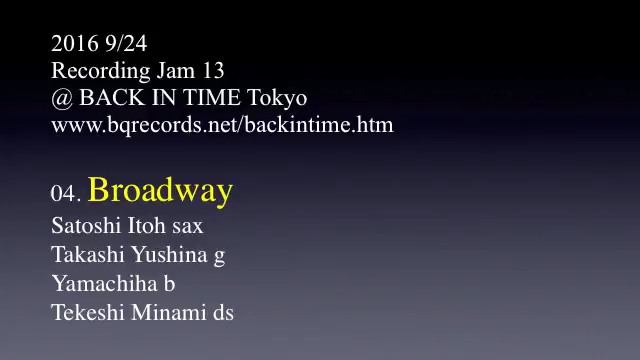 2016 9/24
Recording Jam 13
@ BACK IN TIME Tokyo
www.bqrecords.net/backintime.htm
04. Broadway
Satoshi Itoh sax
Takashi Yushina g
Yamachiha b
Tekeshi Minami ds